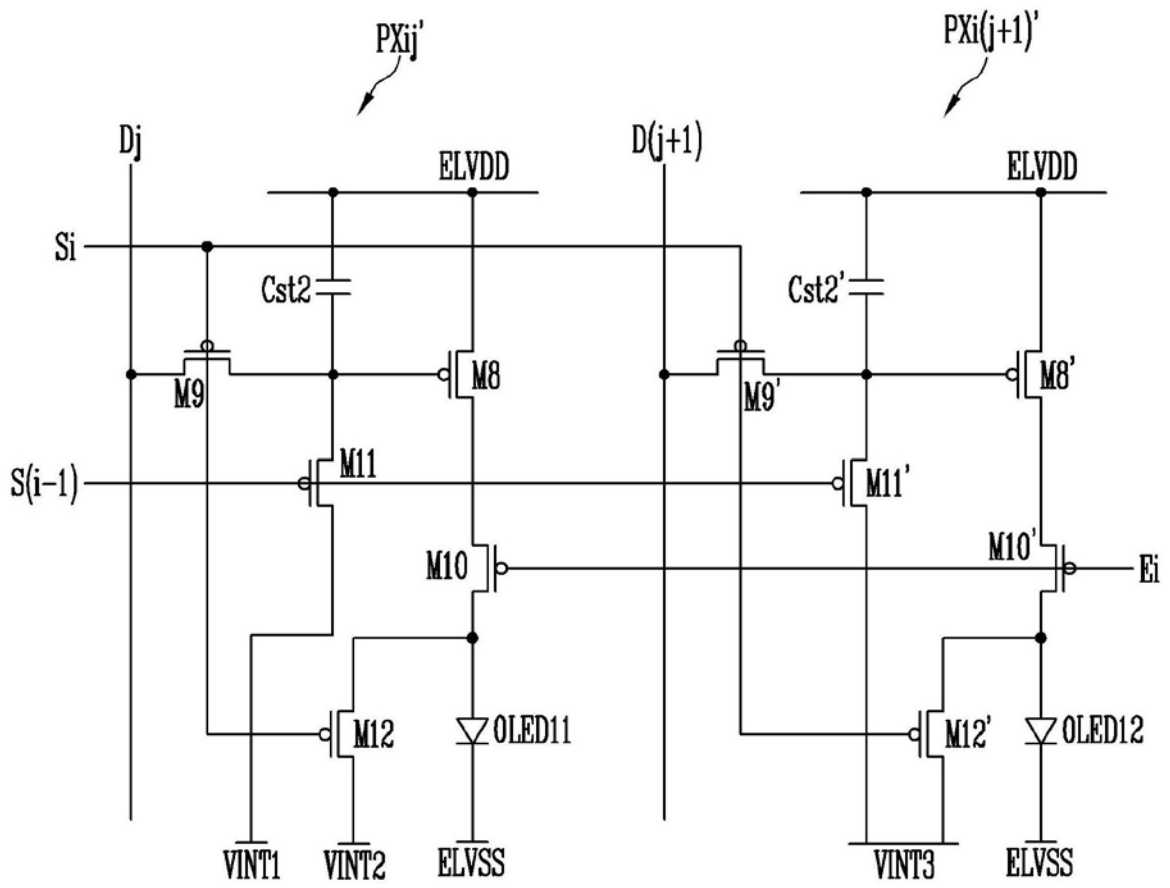 PXij'
PXi(j+1)'
Dj
D(j+1)
ELVDD
ELVDD
Si
Cst2
Cst2'
M9
M8
M9'
M8'
S(i-1)
M11
M11'
M10
M10'
Ei
M12
OLED11
M12'
OLED12
VINT1
VINT2
ELVSS
VINT3
ELVSS